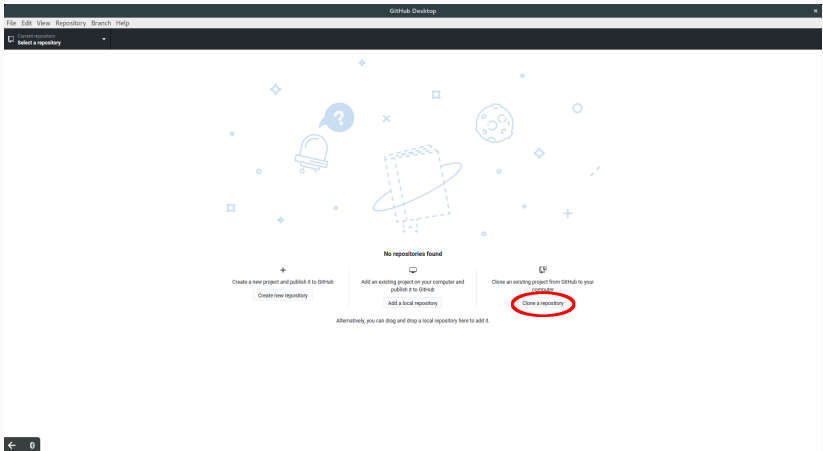 GitHub Desktop
File Edit View Repository Branch Help
Current repository
Select a repository
?
No repositories found
Create a new project and publish it to GitHub
Create new repository
Add an existing project on your computer and
publish it to GitHub
Add a local repository
Clone an existing project from GitHub to your
computer
Clone a repository
Alternatively, you can drag and drop a local repository here to add it.